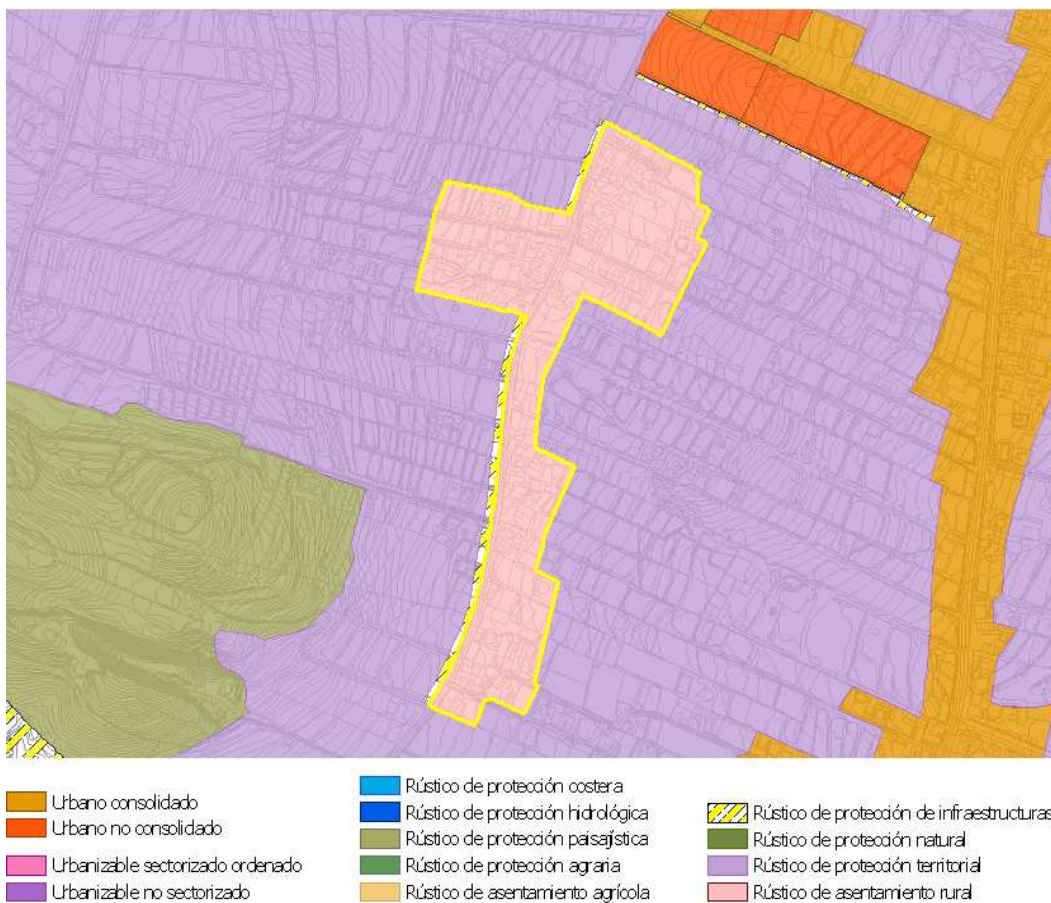 Urbano consolidado
Urbano no consolidado
Urbanizable sectorizado ordenado
Urbanizable no sectorizado
Rústico de protección costera
Rústico de protección hidrológica
Rústico de protección paisajística
Rústico de protección agraria
Rústico de asentamiento agrícola
Rústico de protección de infraestructuras
Rústico de protección natural
Rústico de protección territorial
Rústico de asentamiento rural